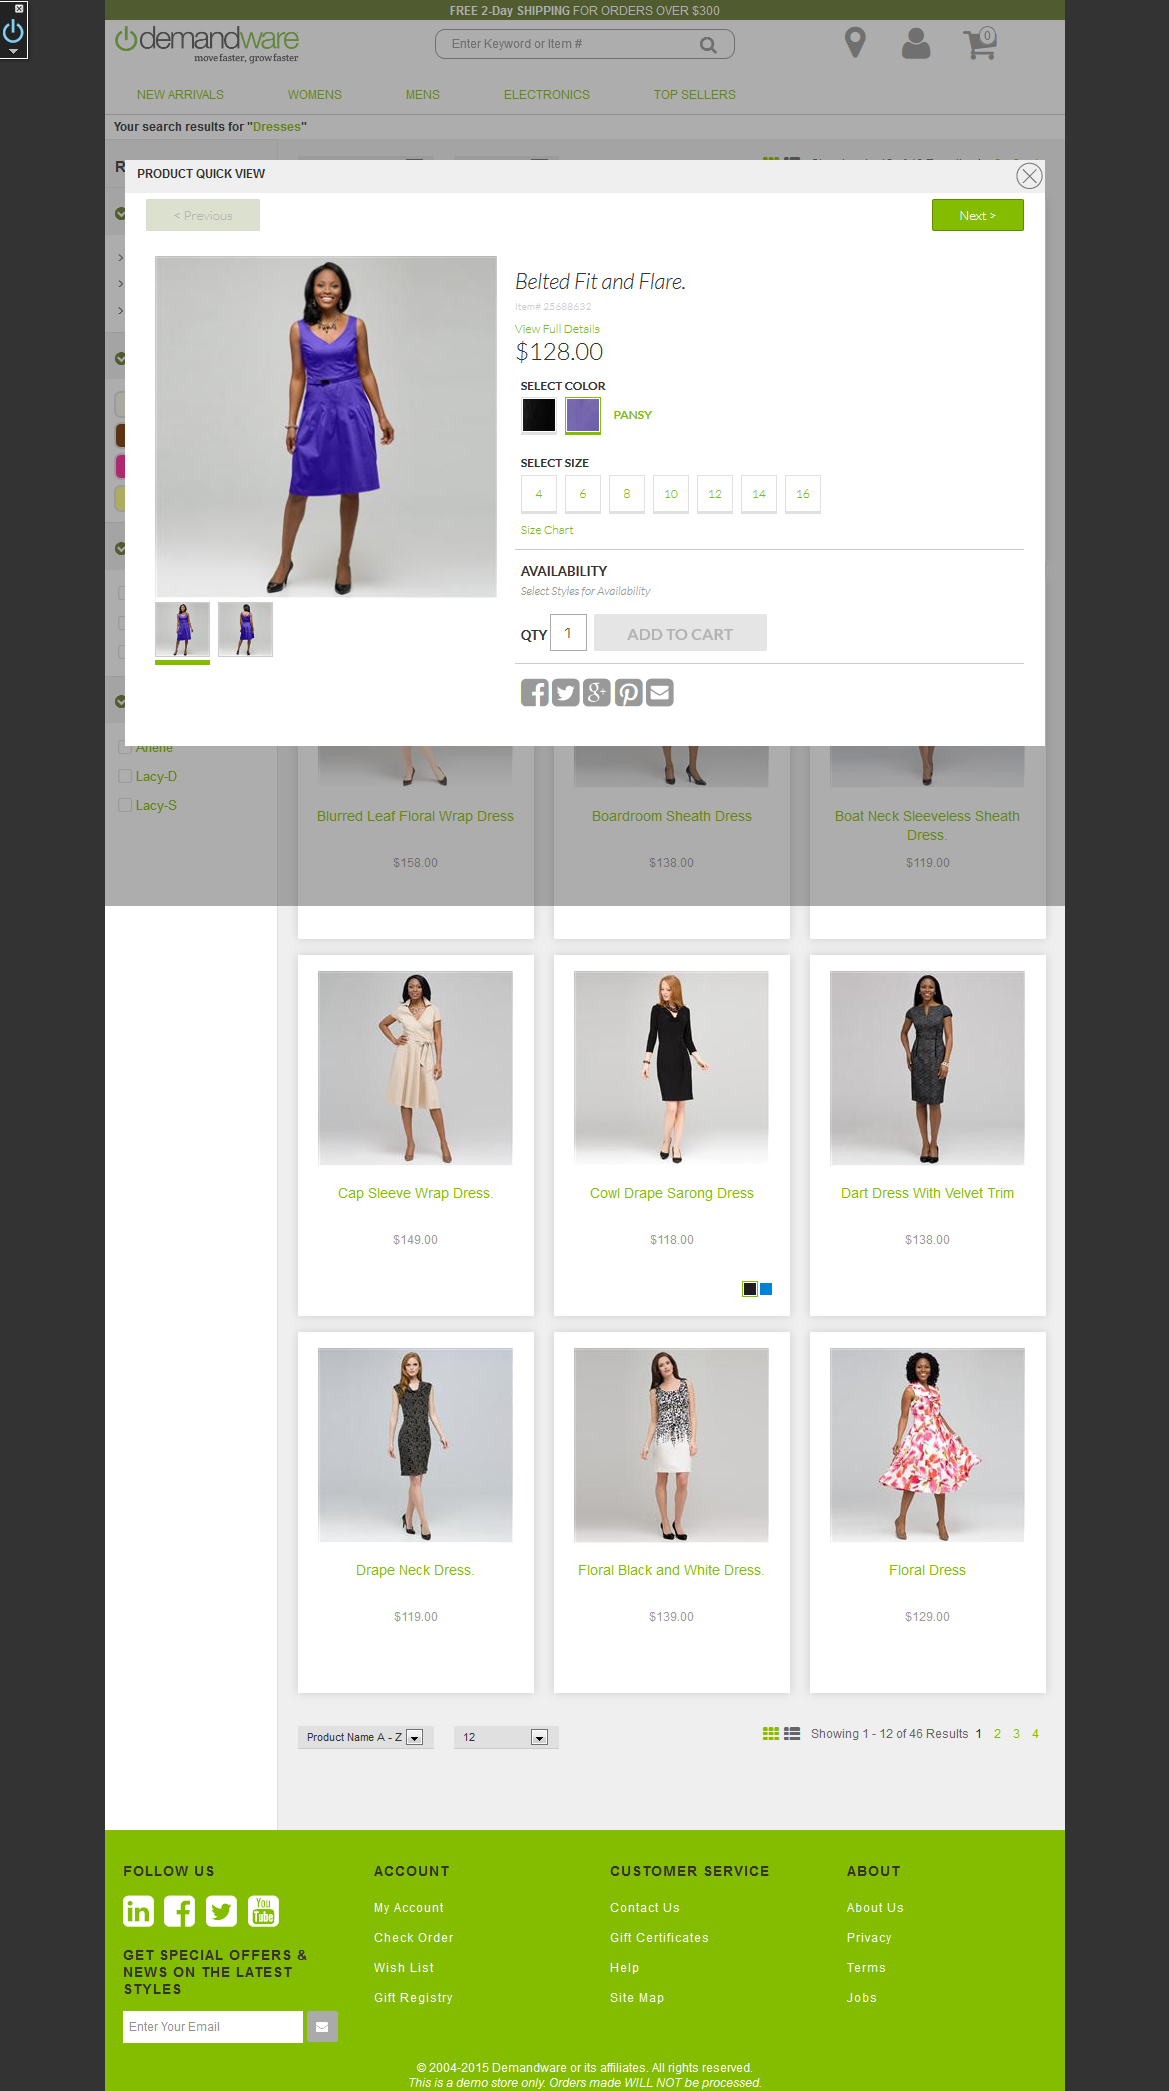 FREE 2-Day SHIPPING FOR ORDERS OVER $300
demandware
move faster, grow faster
Enter Keyword or Item #
0
NEW ARRIVALS
WOMENS
MENS
ELECTRONICS
TOP SELLERS
Your search results for "Dresses"
PRODUCT QUICK VIEW
< Previous
Next >
Belted Fit and Flare.
Item# 25688632
View Full Details
$128.00
SELECT COLOR
PANSY
SELECT SIZE
4 6 8 10 12 14 16
Size Chart
AVAILABILITY
Select Styles for Availability
QTY 1 ADD TO CART
Arlene
Lacy-D
Lacy-S
Blurred Leaf Floral Wrap Dress
$158.00
Boardroom Sheath Dress
$138.00
Boat Neck Sleeveless Sheath
Dress.
$119.00
Cap Sleeve Wrap Dress.
$149.00
Cowl Drape Sarong Dress
$118.00
Dart Dress With Velvet Trim
$138.00
Drape Neck Dress.
$119.00
Floral Black and White Dress.
$139.00
Floral Dress
$129.00
Product Name A - Z
12
Showing 1 - 12 of 46 Results 1 2 3 4
FOLLOW US
You
Tube
GET SPECIAL OFFERS &
NEWS ON THE LATEST
STYLES
Enter Your Email
ACCOUNT
My Account
Check Order
Wish List
Gift Registry
CUSTOMER SERVICE
Contact Us
Gift Certificates
Help
Site Map
ABOUT
About Us
Privacy
Terms
Jobs
© 2004-2015 Demandware or its affiliates. All rights reserved.
This is a demo store only. Orders made WILL NOT be processed.